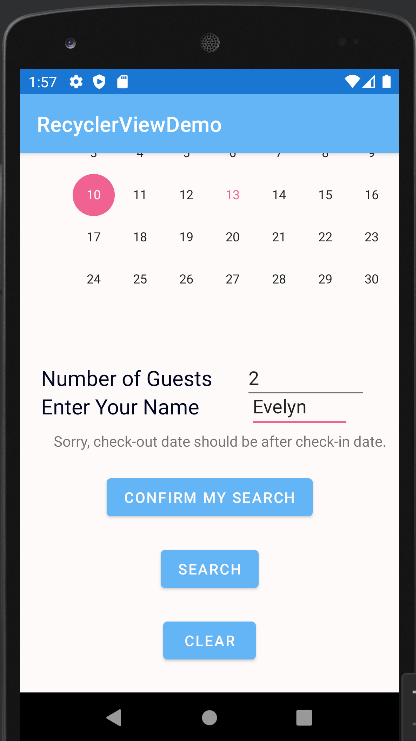 1:57
RecyclerViewDemo
3 4 5 6 7 8 9
10 11 12 13 14 15 16
17 18 19 20 21 22 23
24 25 26 27 28 29 30
Number of Guests 2
Enter Your Name Evelyn
Sorry, check-out date should be after check-in date.
CONFIRM MY SEARCH
SEARCH
CLEAR